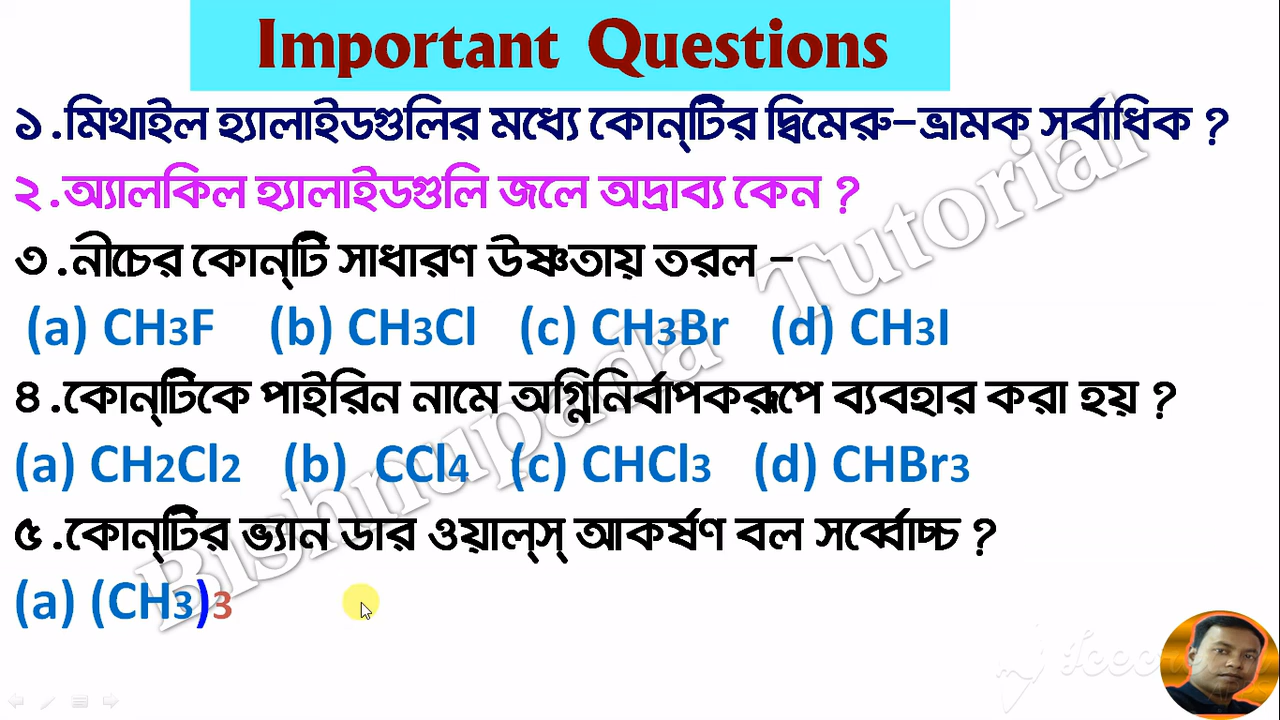 Important Questions
১.মিথাইল হ্যালাইডগুলির মধ্যে কোন্‌টির দ্বিমেরু-ভ্রামক সর্বাধিক ?
২.অ্যালকিল হ্যালাইডগুলি জলে অদ্রাব্য কেন ?
৩.নীচের কোন্‌টি সাধারণ উষ্ণতায় তরল -
(a) CH3F (b) CH3Cl (c) CH3Br (d) CH3I
৪.কোন্‌টিকে পাইরিন নামে অগ্নিনির্বাপকরূপে ব্যবহার করা হয় ?
(a) CH2Cl2 (b) CCl4 (c) CHCl3 (d) CHBr3
৫.কোন্‌টির ভ্যান ডার ওয়াল্‌স্‌ আকর্ষণ বল সর্ব্বোচ্চ ?
(a) (CH3)3
Bishnupada Tutorial